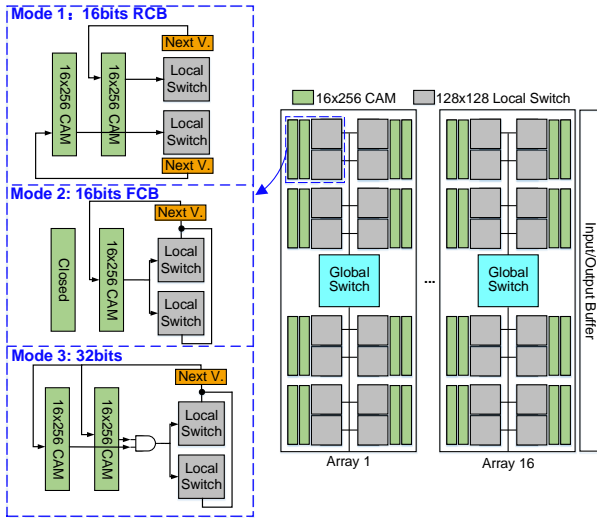 Mode 1：16bits RCB
Next V.
16x256 CAM
16x256 CAM
Local
Switch
Local
Switch
Next V.
Mode 2: 16bits FCB
Next V.
Closed
16x256 CAM
Local
Switch
Local
Switch
Mode 3: 32bits
Next V.
16x256 CAM
16x256 CAM
Local
Switch
Local
Switch
16x256 CAM
128x128 Local Switch
Global
Switch
...
Global
Switch
Input/Output Buffer
Array 1
Array 16